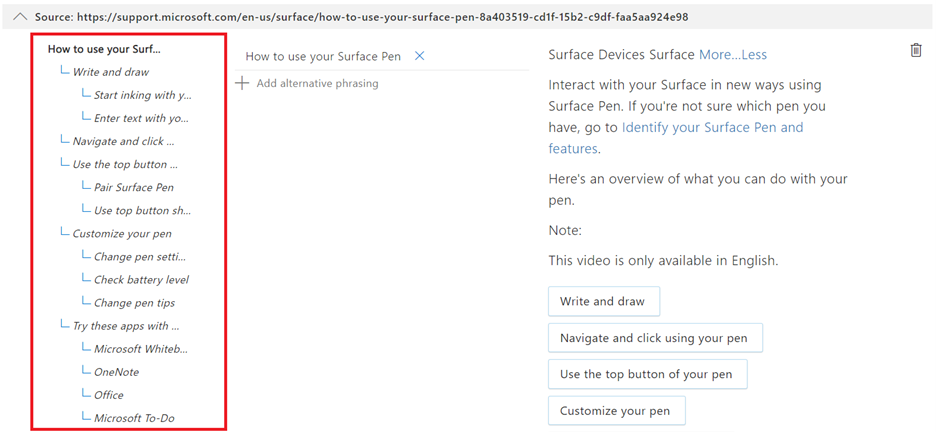 Source: https://support.microsoft.com/en-us/surface/how-to-use-your-surface-pen-8a403519-cd1f-15b2-c9df-faa5aa924e98
How to use your Surf...
Write and draw
Start inking with y...
Enter text with yo...
Navigate and click ...
Use the top button ...
Pair Surface Pen
Use top button sh...
Customize your pen
Change pen setti...
Check battery level
Change pen tips
Try these apps with ...
Microsoft Whiteb...
OneNote
Office
Microsoft To-Do
How to use your Surface Pen
Add alternative phrasing
Surface Devices Surface More...Less
Interact with your Surface in new ways using
Surface Pen. If you're not sure which pen you
have, go to Identify your Surface Pen and
features.
Here's an overview of what you can do with your
pen.
Note:
This video is only available in English.
Write and draw
Navigate and click using your pen
Use the top button of your pen
Customize your pen